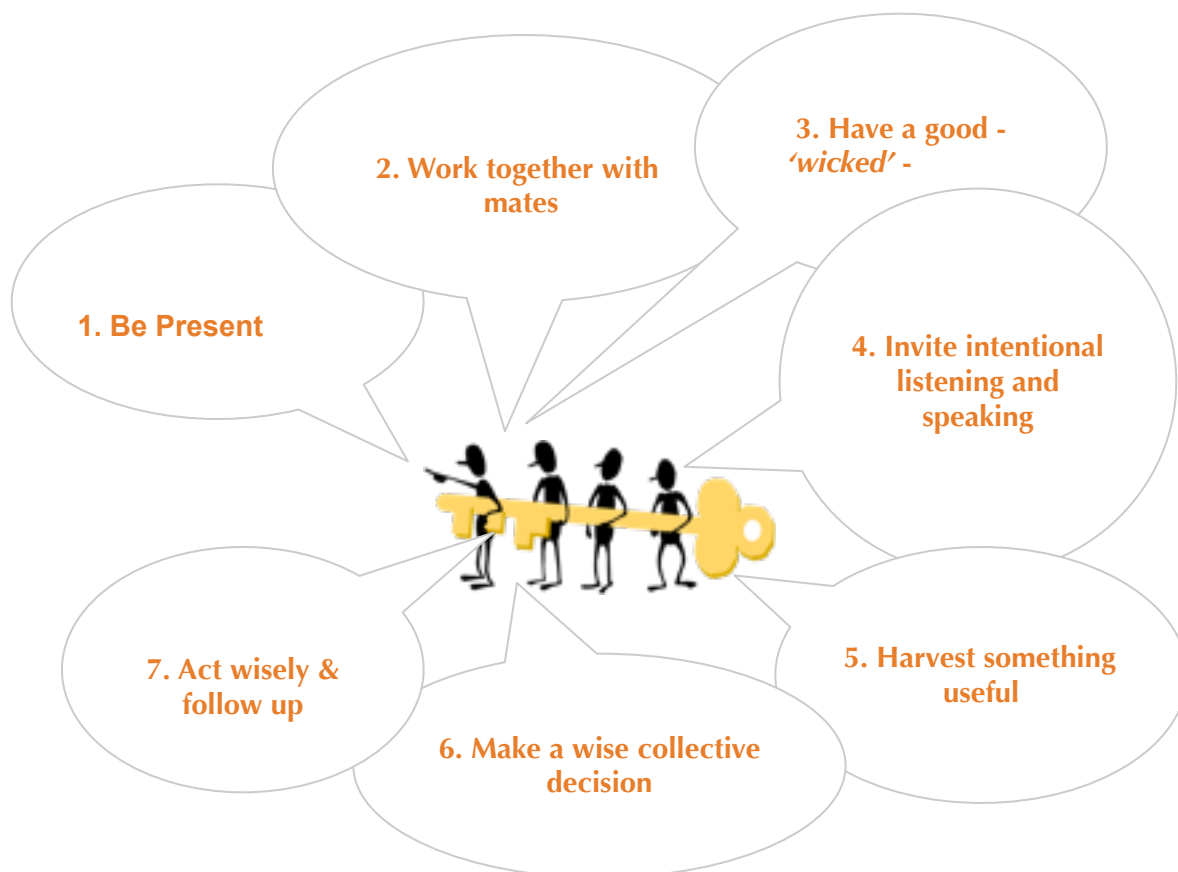 1. Be Present
2. Work together with
mates
3. Have a good -
‘wicked’ -
4. Invite intentional
listening and
speaking
5. Harvest something
useful
6. Make a wise collective
decision
7. Act wisely &
follow up